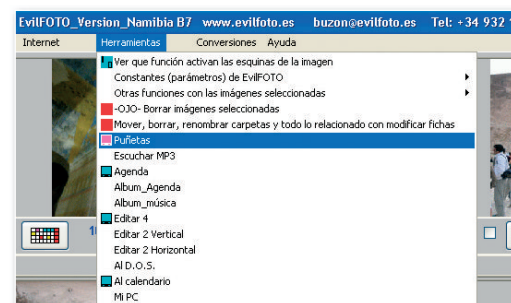 EvilFOTO_Version_Namibia B7 www.evilfoto.es buzon@evilfoto.es Tel: +34 932
Internet Herramientas Conversiones Ayuda
Ver que función activan las esquinas de la imagen
Constantes (parámetros) de EvilFOTO
Otras funciones con las imágenes seleccionadas
-OJO- Borrar imágenes seleccionadas
Mover, borrar, renombrar carpetas y todo lo relacionado con modificar fichas
Puñetas
Escuchar MP3
Agenda
Album_Agenda
Album_música
Editar 4
Editar 2 Vertical
Editar 2 Horizontal
Al D.O.S.
Al calendario
Mi PC